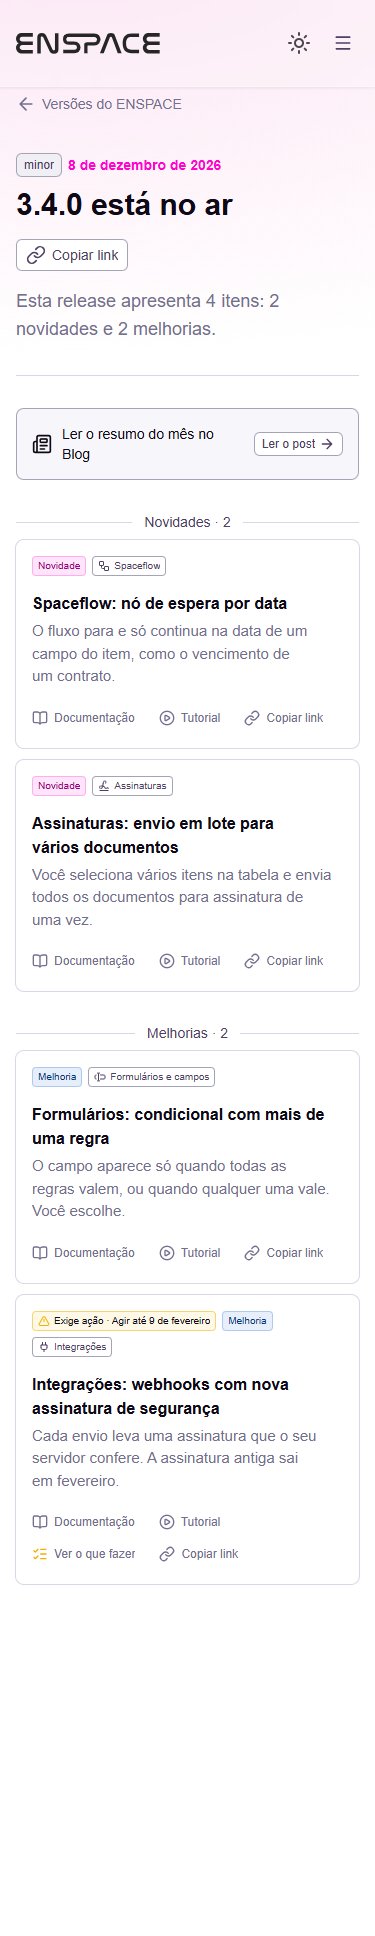 ENSPACE
Versões do ENSPACE
minor 8 de dezembro de 2026
3.4.0 está no ar
Copiar link
Esta release apresenta 4 itens: 2
novidades e 2 melhorias.
Ler o resumo do mês no
Blog
Ler o post
Novidades · 2
Novidade Spaceflow
Spaceflow: nó de espera por data
O fluxo para e só continua na data de um
campo do item, como o vencimento de
um contrato.
Documentação Tutorial Copiar link
Novidade Assinaturas
Assinaturas: envio em lote para
vários documentos
Você seleciona vários itens na tabela e envia
todos os documentos para assinatura de
uma vez.
Documentação Tutorial Copiar link
Melhorias · 2
Melhoria Formulários e campos
Formulários: condicional com mais de
uma regra
O campo aparece só quando todas as
regras valem, ou quando qualquer uma vale.
Você escolhe.
Documentação Tutorial Copiar link
Exige ação · Agir até 9 de fevereiro Melhoria
Integrações
Integrações: webhooks com nova
assinatura de segurança
Cada envio leva uma assinatura que o seu
servidor confere. A assinatura antiga sai
em fevereiro.
Documentação Tutorial
Ver o que fazer Copiar link